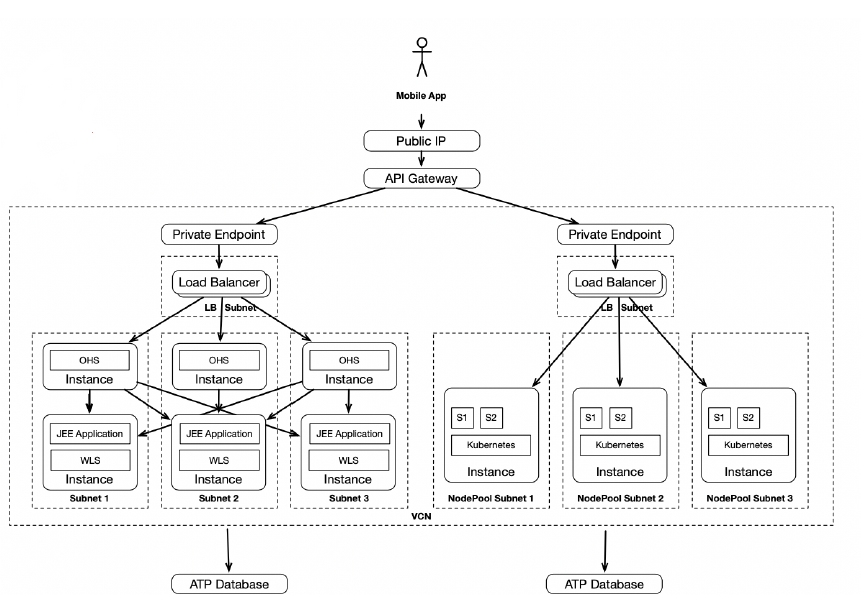 Mobile App
Public IP
API Gateway
Private Endpoint Private Endpoint
Load Balancer Load Balancer
LB Subnet LB Subnet
OHS OHS OHS
Instance Instance Instance
S1 S2 S1 S2 S1 S2
JEE Application JEE Application JEE Application
Kubernetes Kubernetes Kubernetes
WLS WLS WLS
Instance Instance Instance Instance Instance Instance
Subnet 1 Subnet 2 Subnet 3 NodePool Subnet 1 NodePool Subnet 2 NodePool Subnet 3
VCN
ATP Database ATP Database